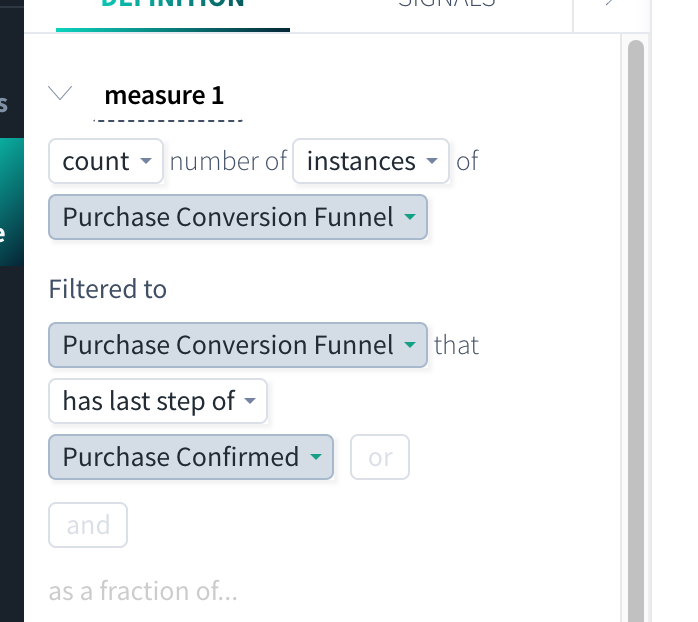 DEFINITION SIGNALS
measure 1
s
count number of instances of
Purchase Conversion Funnel
e
Filtered to
Purchase Conversion Funnel that
has last step of
Purchase Confirmed or
and
as a fraction of...